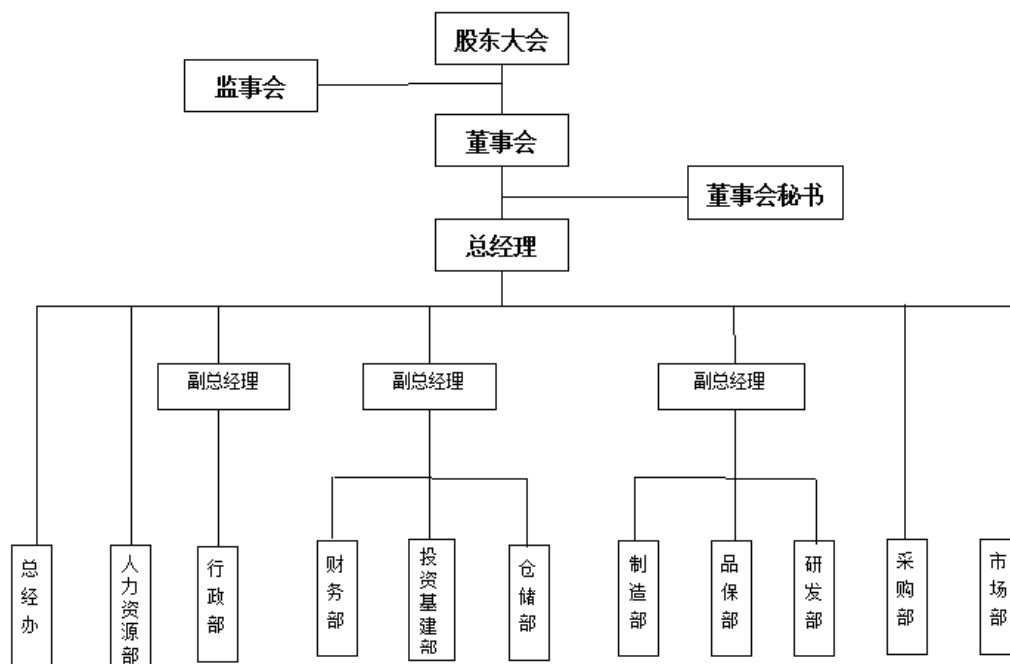 股东大会
监事会
董事会
董事会秘书
总经理
副总经理
副总经理
副总经理
总经办
人力资源部
行政部
财务部
投资基建部
仓储部
制造部
品保部
研发部
采购部
市场部